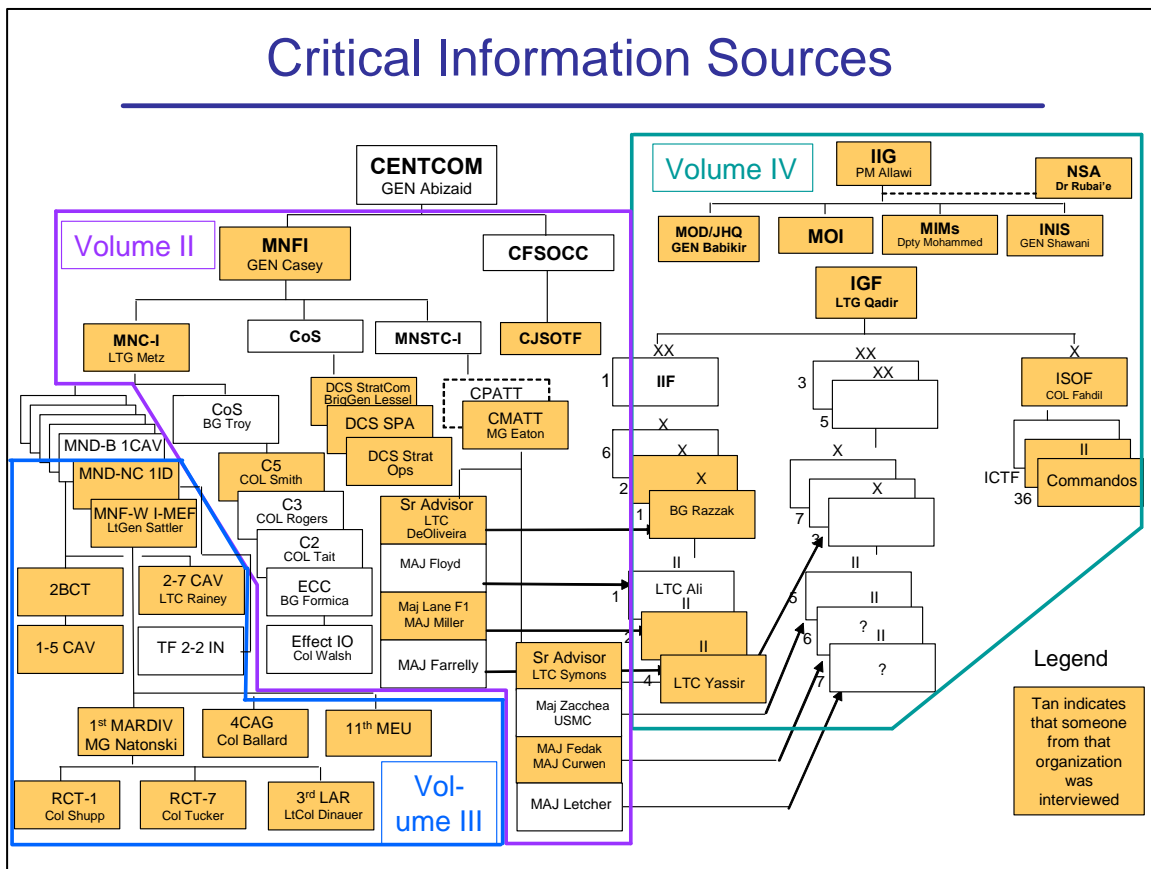 Critical Information Sources
CENTCOM
GEN Abizaid
Volume II
MNFI
GEN Casey
CFSOCC
MNC-I
LTG Metz
CoS
MNSTC-I
CJSOTF
CoS
BG Troy
DCS StratCom
BrigGen Lessel
DCS SPA
DCS Strat
Ops
CPATT
CMATT
MG Eaton
MND-B 1CAV
MND-NC 1ID
MNF-W I-MEF
LtGen Sattler
C5
COL Smith
C3
COL Rogers
C2
COL Tait
ECC
BG Formica
Effect IO
Col Walsh
2BCT
2-7 CAV
LTC Rainey
1-5 CAV
TF 2-2 IN
Sr Advisor
LTC
DeOliveira
MAJ Floyd
Maj Lane F1
MAJ Miller
MAJ Farrelly
Sr Advisor
LTC Symons
Maj Zacchea
USMC
MAJ Fedak
MAJ Curwen
MAJ Letcher
1st MARDIV
MG Natonski
4CAG
Col Ballard
11th MEU
RCT-1
Col Shupp
RCT-7
Col Tucker
3rd LAR
LtCol Dinauer
Vol-
ume III
Volume IV
IIG
PM Allawi
NSA
Dr Rubai'e
MOD/JHQ
GEN Babikir
MOI
MIMs
Dpty Mohammed
INIS
GEN Shawani
IGF
LTG Qadir
XX
1
IIF
XX
3
XX
5
X
ISOF
COL Fahdil
X
6
X
2
X
1
BG Razzak
X
7
X
3
ICTF
II
36
Commandos
II
1
LTC Ali
II
2
II
4
LTC Yassir
II
5
II
6
?
II
7
?
Legend
Tan indicates
that someone
from that
organization
was
interviewed